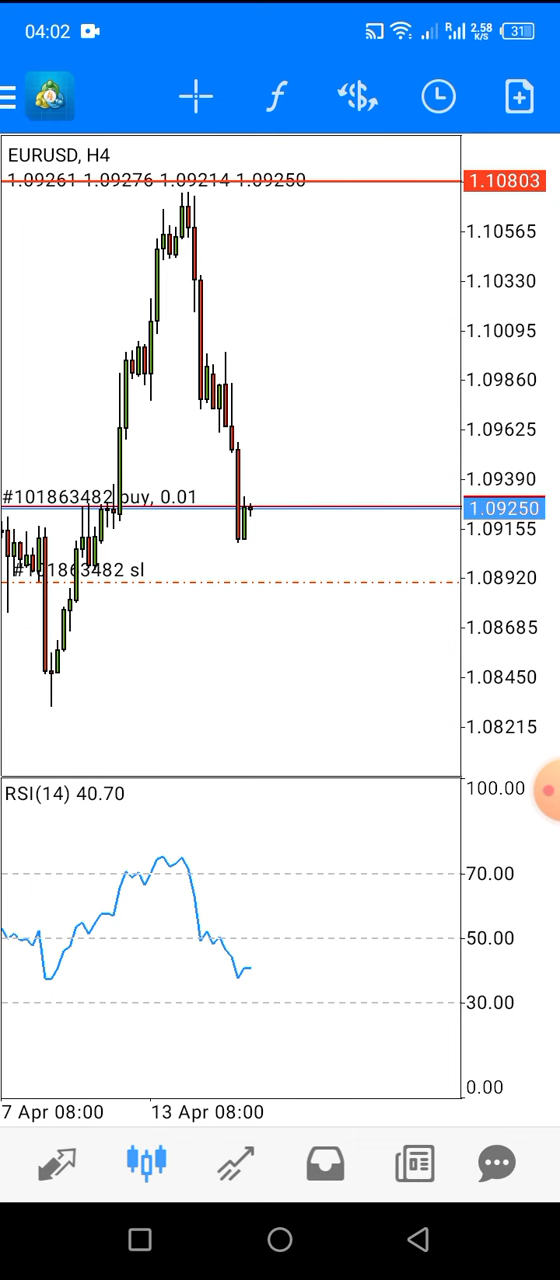 04:02
R 2.58 K/S 31
EURUSD, H4
1.09261 1.09276 1.09214 1.09250
1.10803
1.10565
1.10330
1.10095
1.09860
1.09625
1.09390
#101863482 buy, 0.01
1.09250
1.09155
#101863482 sl
1.08920
1.08685
1.08450
1.08215
RSI(14) 40.70
100.00
70.00
50.00
30.00
0.00
7 Apr 08:00 13 Apr 08:00